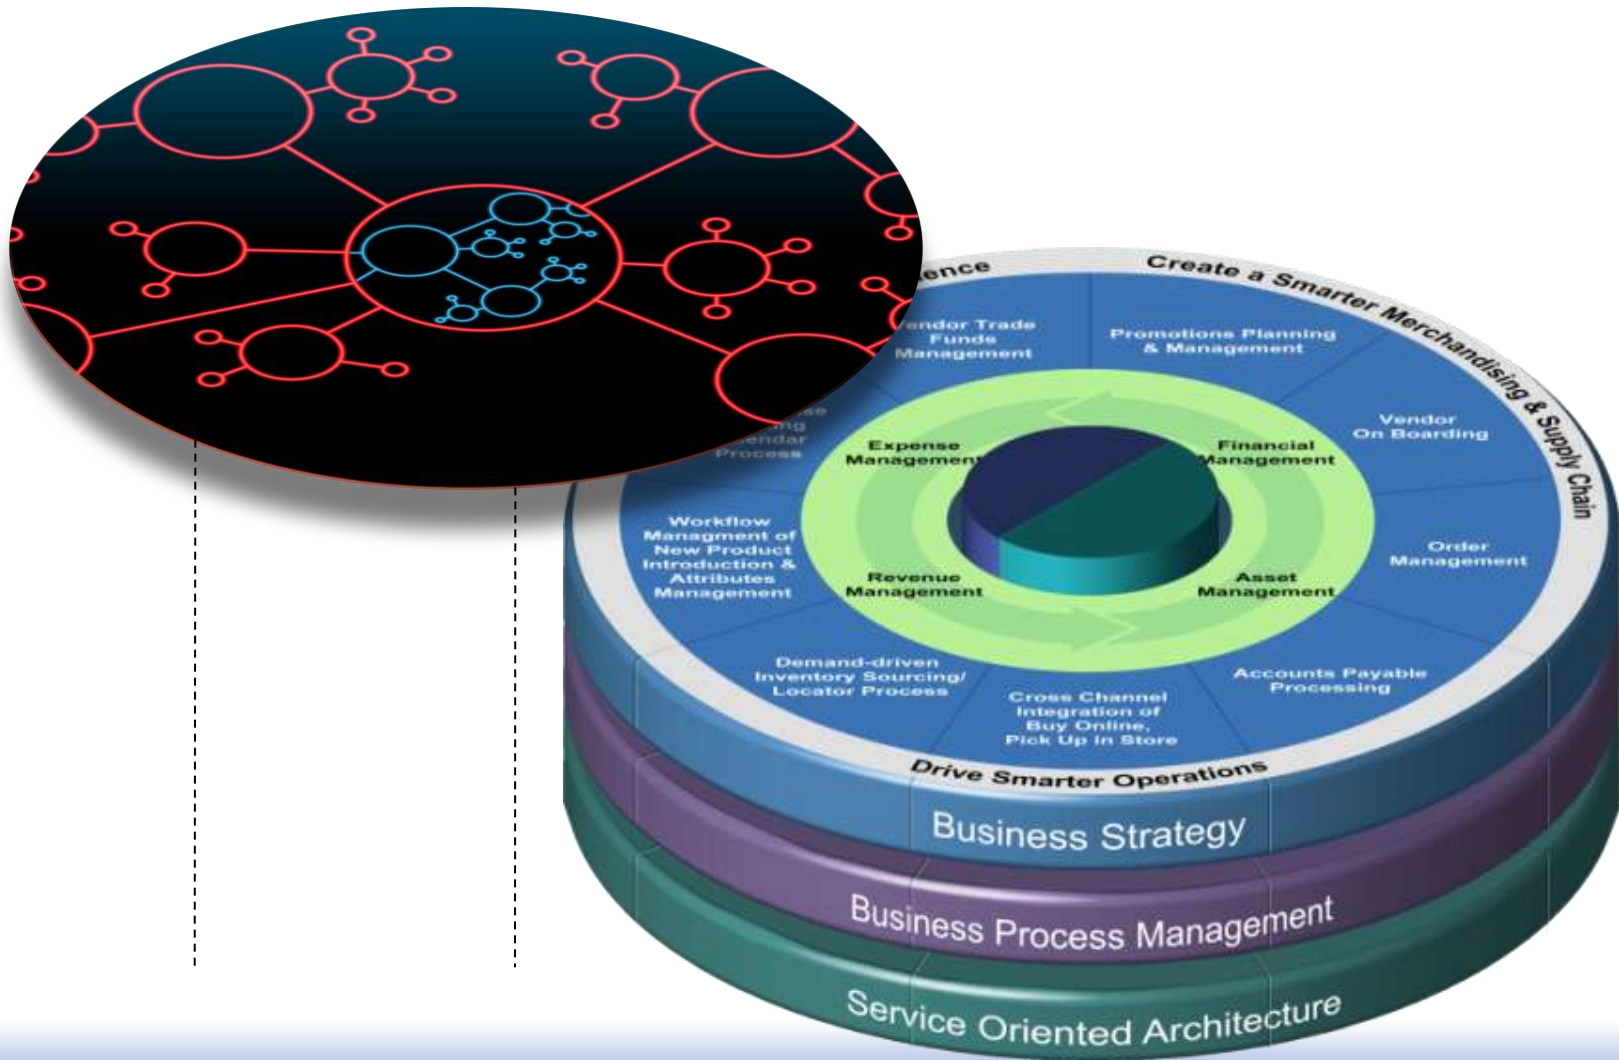 Create a Smarter Merchandising & Supply Chain
Vendor Trade
Funds
Management
Promotions Planning
& Management
Vendor
On Boarding
Order
Management
Accounts Payable
Processing
Cross Channel
Integration of
Buy Online,
Pick Up in Store
Demand-driven
Inventory Sourcing/
Locator Process
Workflow
Managment of
New Product
Introduction &
Attributes
Management
Process
Expense
Management
Financial
Management
Revenue
Management
Asset
Management
Drive Smarter Operations
Business Strategy
Business Process Management
Service Oriented Architecture